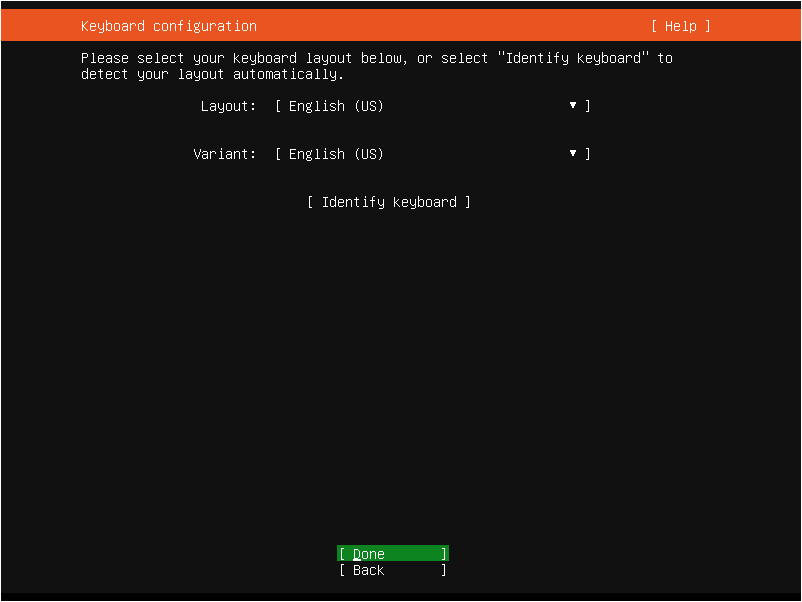 Keyboard configuration [ Help ]
Please select your keyboard layout below, or select "Identify keyboard" to
detect your layout automatically.
Layout: [ English (US) ▾ ]
Variant: [ English (US) ▾ ]
[ Identify keyboard ]
[ Done ]
[ Back ]